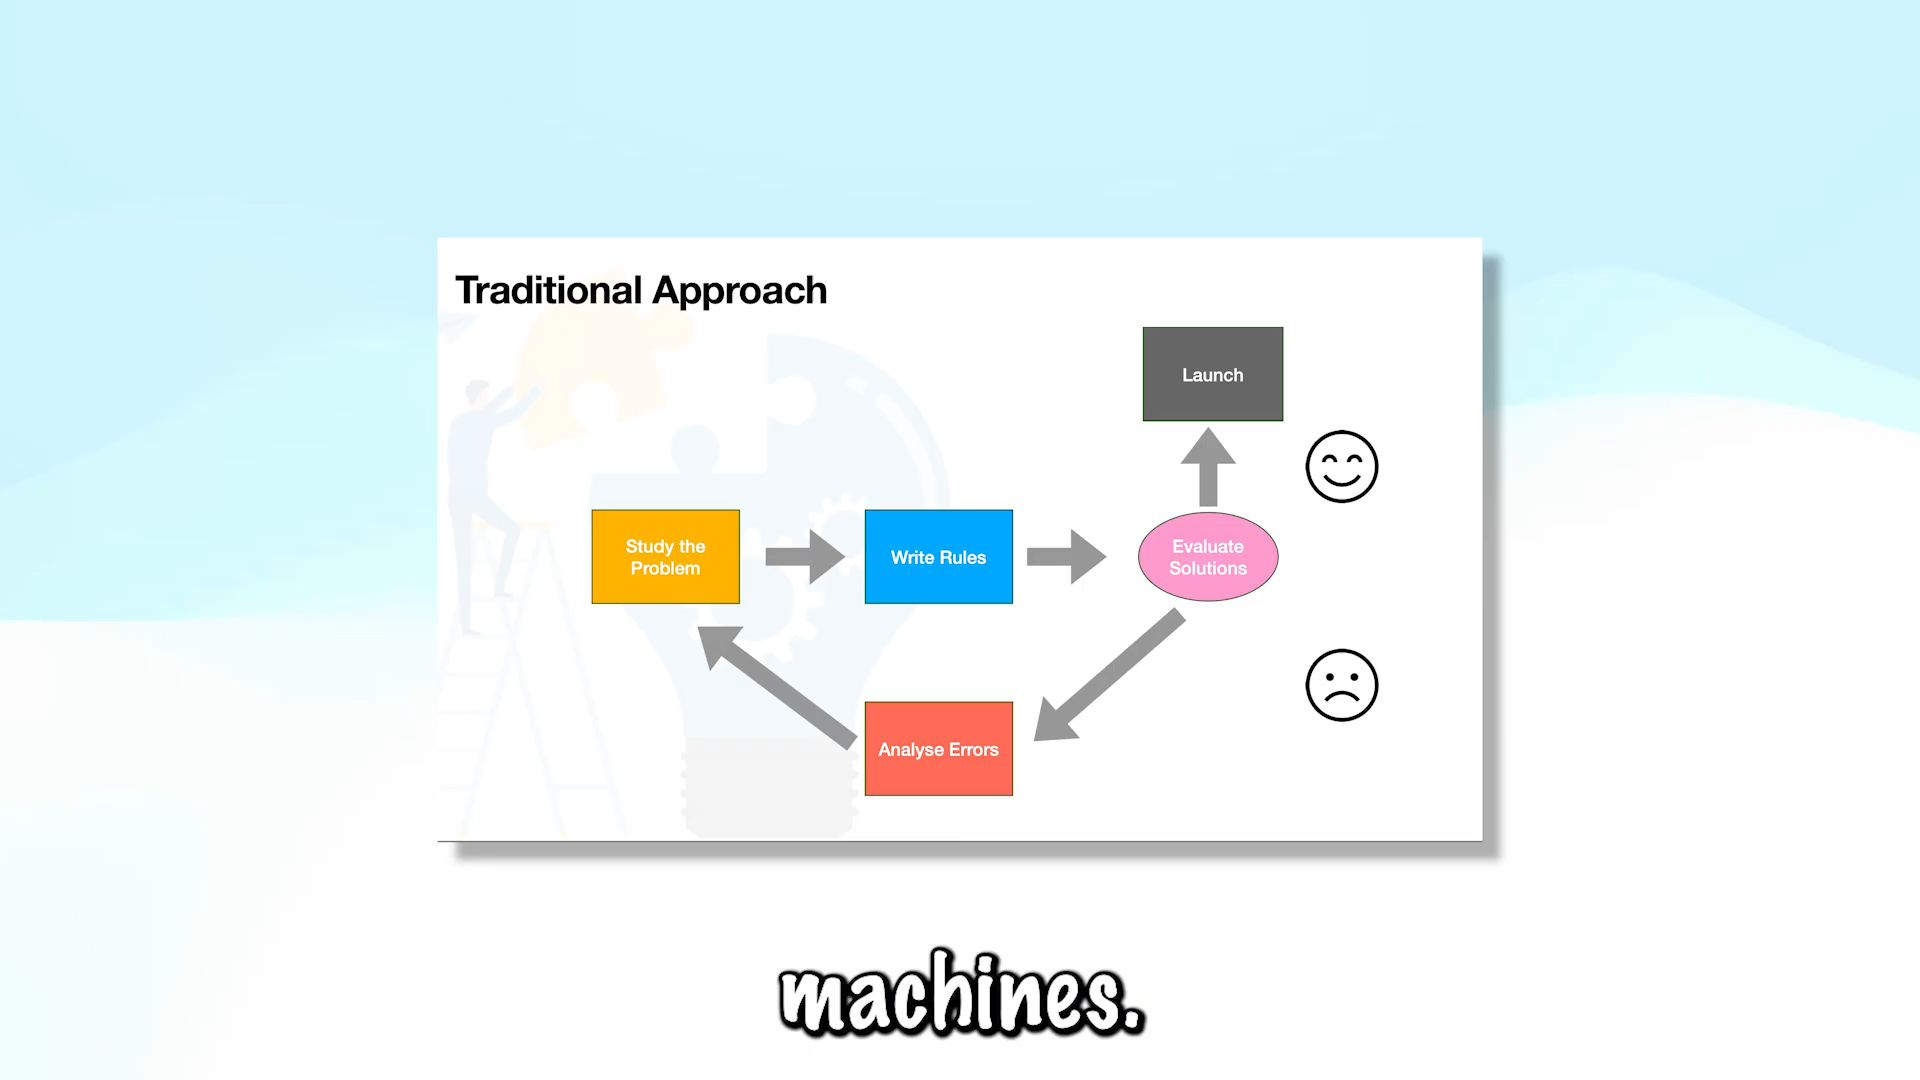 Traditional Approach
Launch
Study the
Problem
Write Rules
Evaluate
Solutions
Analyse Errors
machines.